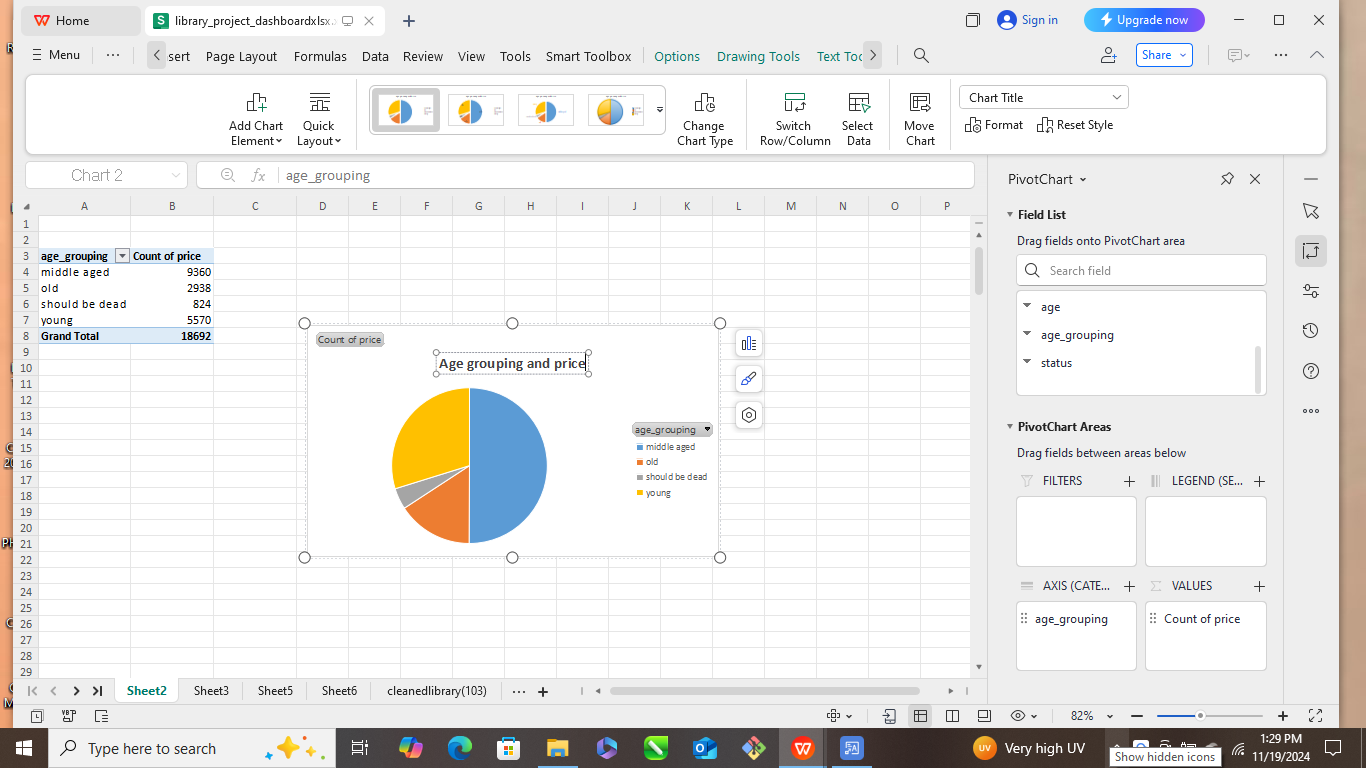 Home
library_project_dashboardxlsx.
Sign in
Upgrade now
Menu
sert
Page Layout
Formulas
Data
Review
View
Tools
Smart Toolbox
Options
Drawing Tools
Text Toc
Share
Add Chart
Element
Quick
Layout
Change
Chart Type
Switch
Row/Column
Select
Data
Move
Chart
Chart Title
Format
Reset Style
Chart 2
fx
age_grouping
PivotChart
A B C D E F G H I J K L M N O P
1
2
3 age_grouping Count of price
4 middle aged 9360
5 old 2938
6 should be dead 824
7 young 5570
8 Grand Total 18692
9
10
11
12
13
14
15
16
17
18
19
20
21
22
23
24
25
26
27
28
29
Count of price
Age grouping and price
age_grouping
middle aged
old
should be dead
young
Field List
Drag fields onto PivotChart area
Search field
age
age_grouping
status
PivotChart Areas
Drag fields between areas below
FILTERS
LEGEND (SE...
AXIS (CATE...
VALUES
age_grouping
Count of price
Sheet2
Sheet3
Sheet5
Sheet6
cleanedlibrary(103)
82%
Type here to search
UV
Very high UV
1:29 PM
11/19/2024
Show hidden icons